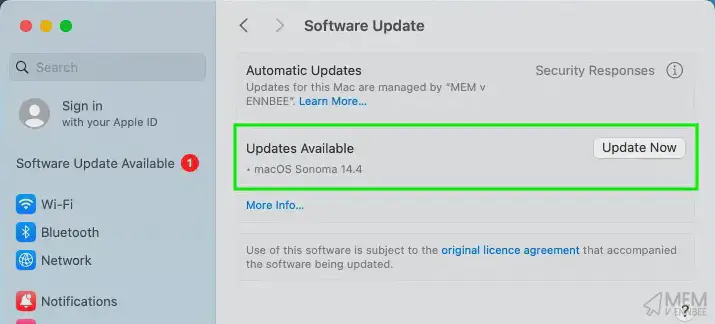 Software Update
Search
Automatic Updates
Security Responses
Updates for this Mac are managed by "MEM v
ENNBEE". Learn More...
Sign in
with your Apple ID
Software Update Available 1
Updates Available
Update Now
• macOS Sonoma 14.4
Wi-Fi
More Info...
Bluetooth
Network
Use of this software is subject to the original licence agreement that accompanied
the software being updated.
Notifications
MEM
V ENNBEE
?